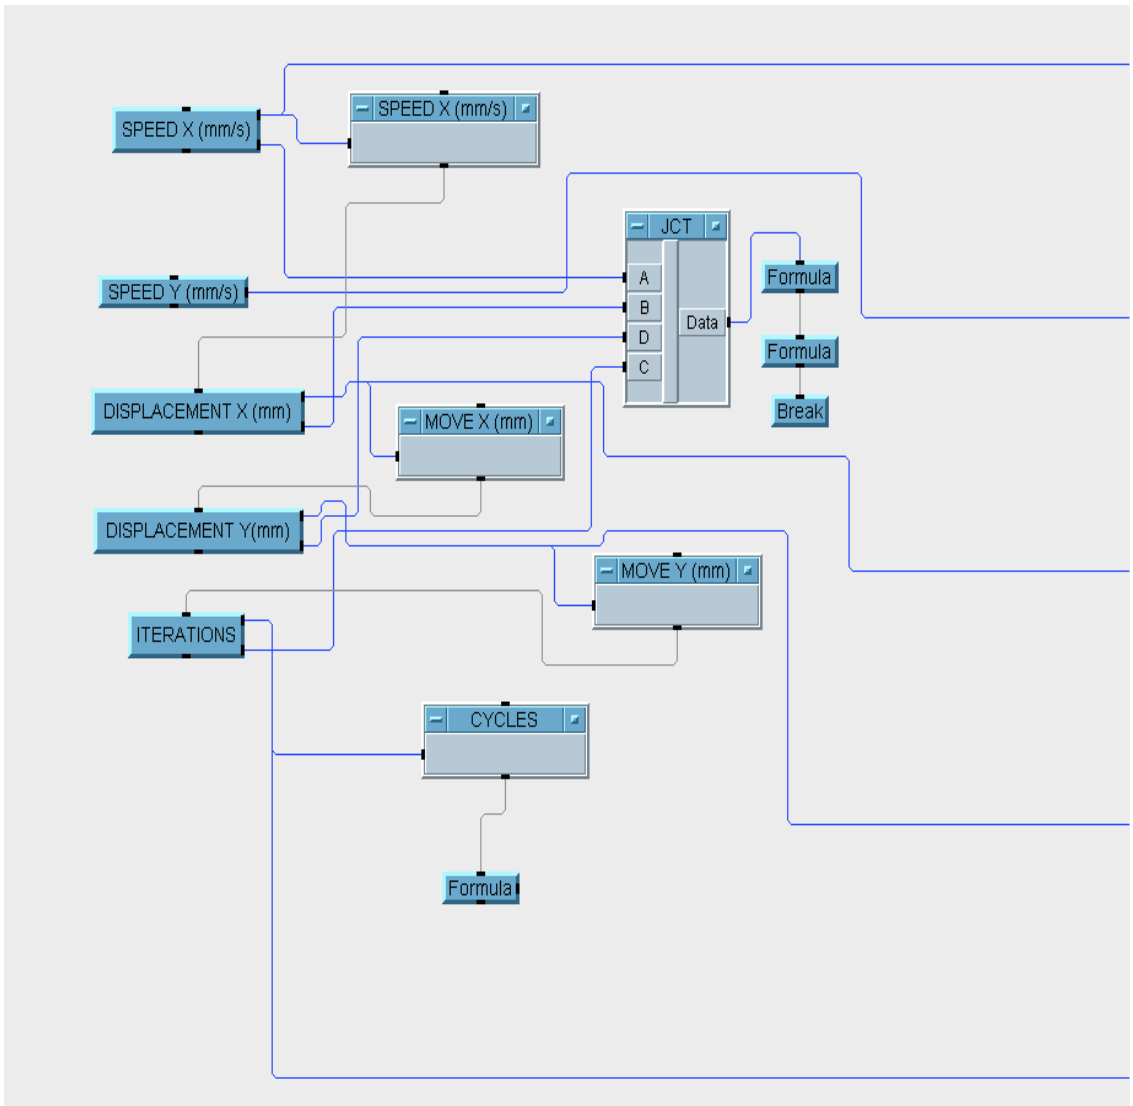 SPEED X (mm/s)
SPEED X (mm/s)
JCT
A
B
D
C
Data
Formula
Formula
Break
SPEED Y (mm/s)
DISPLACEMENT X (mm)
MOVE X (mm)
DISPLACEMENT Y(mm)
MOVE Y (mm)
ITERATIONS
CYCLES
Formula